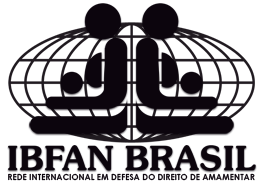 IBFAN BRASIL
REDE INTERNACIONAL EM DEFESA DO DIREITO DE AMAMENTAR